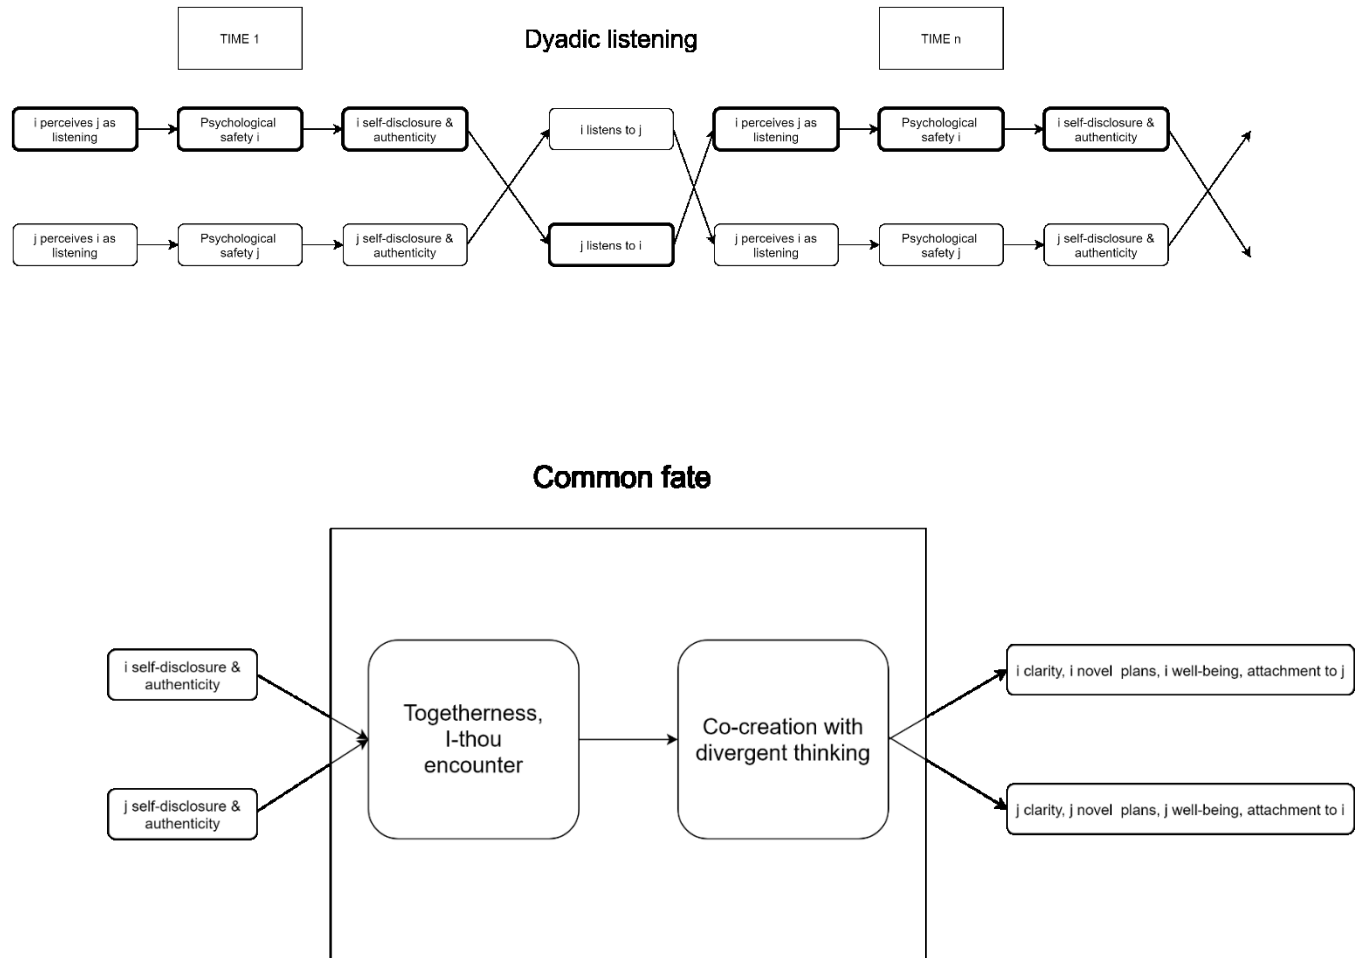 TIME 1
Dyadic listening
TIME n
i perceives j as
listening
Psychological
safety i
i self-disclosure &
authenticity
i listens to j
i perceives j as
listening
Psychological
safety i
i self-disclosure &
authenticity
j perceives i as
listening
Psychological
safety j
j self-disclosure &
authenticity
j listens to i
j perceives i as
listening
Psychological
safety j
j self-disclosure &
authenticity
Common fate
i self-disclosure &
authenticity
j self-disclosure &
authenticity
Togetherness,
I-thou
encounter
Co-creation with
divergent thinking
i clarity, i novel plans, i well-being, attachment to j
j clarity, j novel plans, j well-being, attachment to i